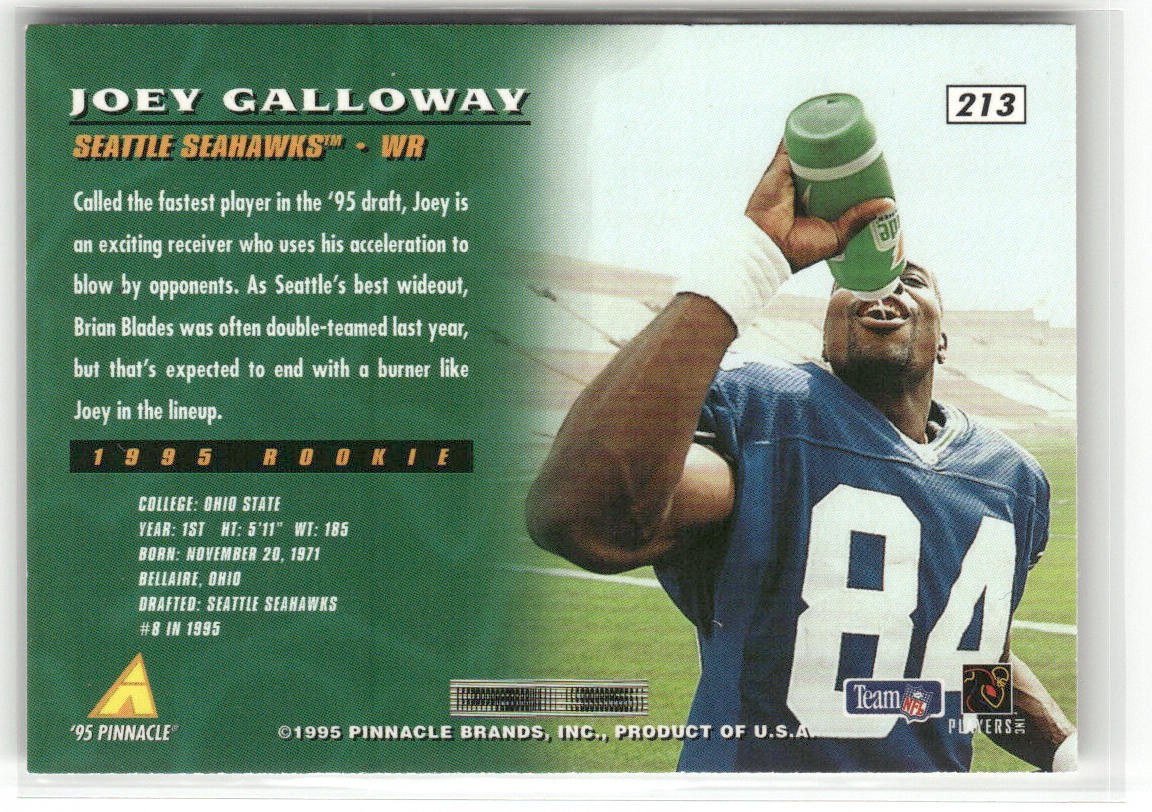 JOEY GALLOWAY
213
SEATTLE SEAHAWKS™ • WR
Called the fastest player in the '95 draft, Joey is
an exciting receiver who uses his acceleration to
blow by opponents. As Seattle's best wideout,
Brian Blades was often double-teamed last year,
but that's expected to end with a burner like
Joey in the lineup.
1995 ROOKIE
COLLEGE: OHIO STATE
YEAR: 1ST HT: 5'11" WT: 185
BORN: NOVEMBER 20, 1971
BELLAIRE, OHIO
DRAFTED: SEATTLE SEAHAWKS
#8 IN 1995
84
'95 PINNACLE®
Team NFL
PLAYERS INC
©1995 PINNACLE BRANDS, INC., PRODUCT OF U.S.A.